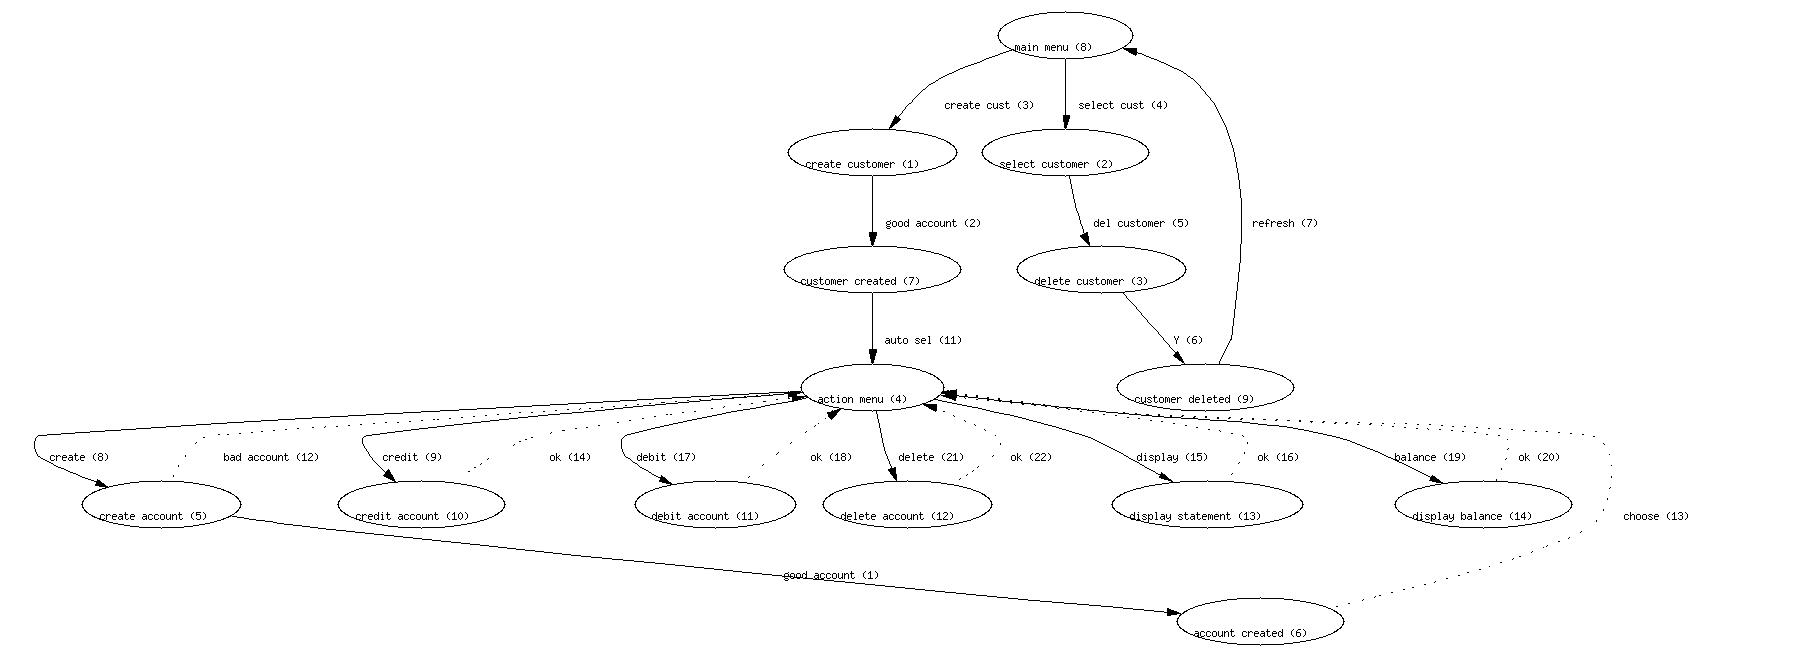 main menu (8)
create cust (3)
select cust (4)
create customer (1)
select customer (2)
good account (2)
del customer (5)
refresh (7)
customer created (7)
delete customer (3)
auto sel (11)
Y (6)
action menu (4)
customer deleted (9)
create (8)
bad account (12)
credit (9)
ok (14)
debit (17)
ok (18)
delete (21)
ok (22)
display (15)
ok (16)
balance (19)
ok (20)
create account (5)
credit account (10)
debit account (11)
delete account (12)
display statement (13)
display balance (14)
choose (13)
good account (1)
account created (6)